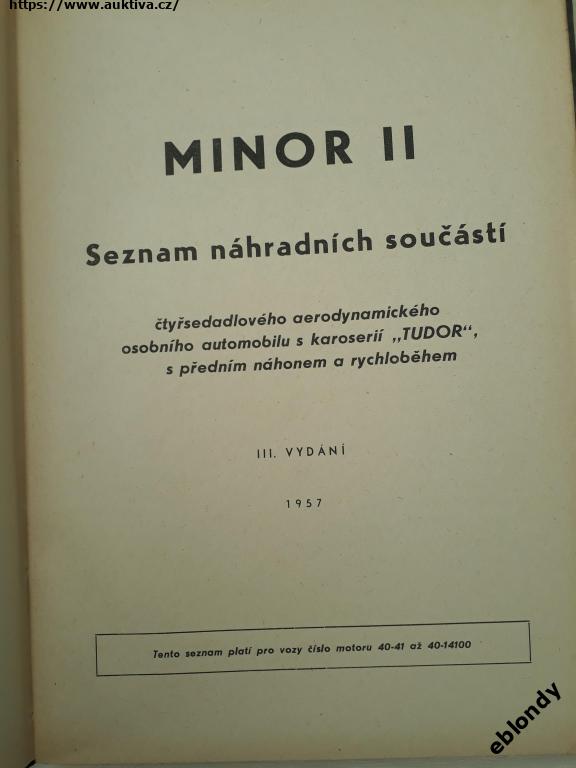 https://www.auktiva.cz/
MINOR II
Seznam náhradních součástí
čtyřsedadlového aerodynamického
osobního automobilu s karoserií „TUDOR“,
s předním náhonem a rychloběhem
III. VYDÁNÍ
1957
Tento seznam platí pro vozy číslo motoru 40-41 až 40-14100
eblondy